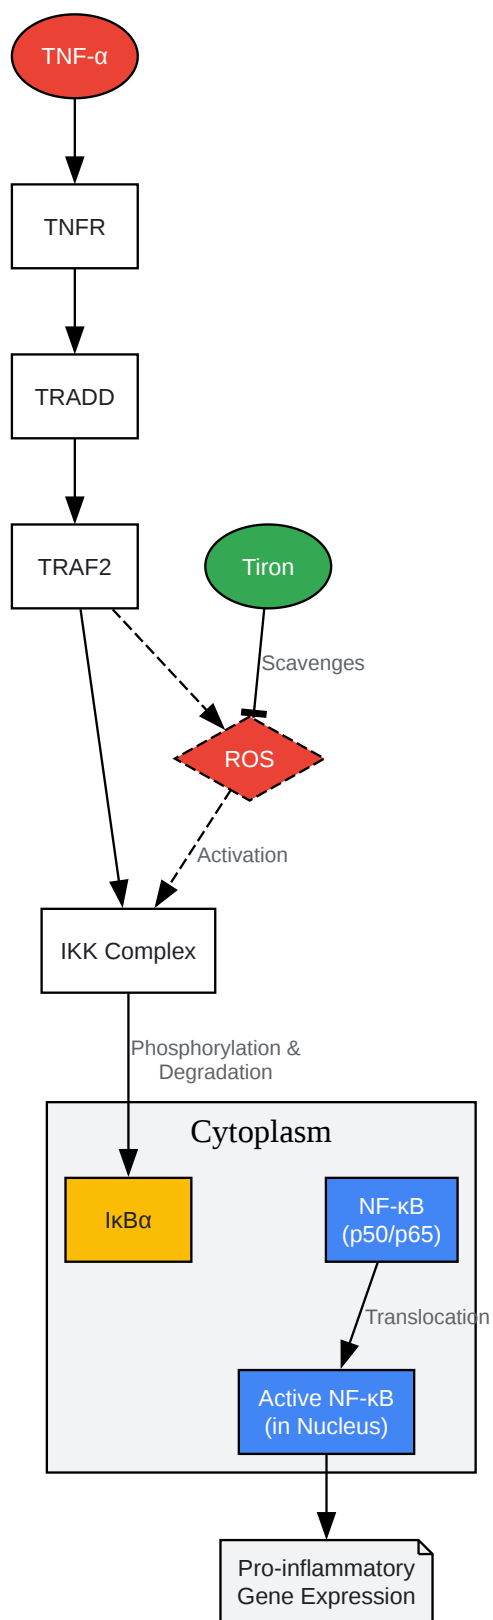 TNF-α
TNFR
TRADD
TRAF2
Tiron
Scavenges
ROS
Activation
IKK Complex
Phosphorylation &
Degradation
Cytoplasm
IκBα
NF-κB
(p50/p65)
Translocation
Active NF-κB
(in Nucleus)
Pro-inflammatory
Gene Expression